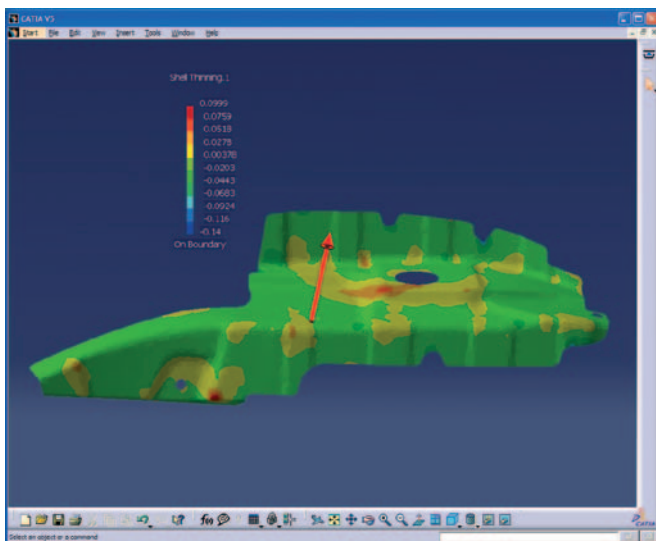 CATIA V5
Start File Edit View Insert Tools Window Help
Shell Thinning.1
0.0999
0.0759
0.0518
0.0278
0.00378
-0.0203
-0.0443
-0.0683
-0.0924
-0.116
-0.14
On Boundary
CATIA
Select an object or a command